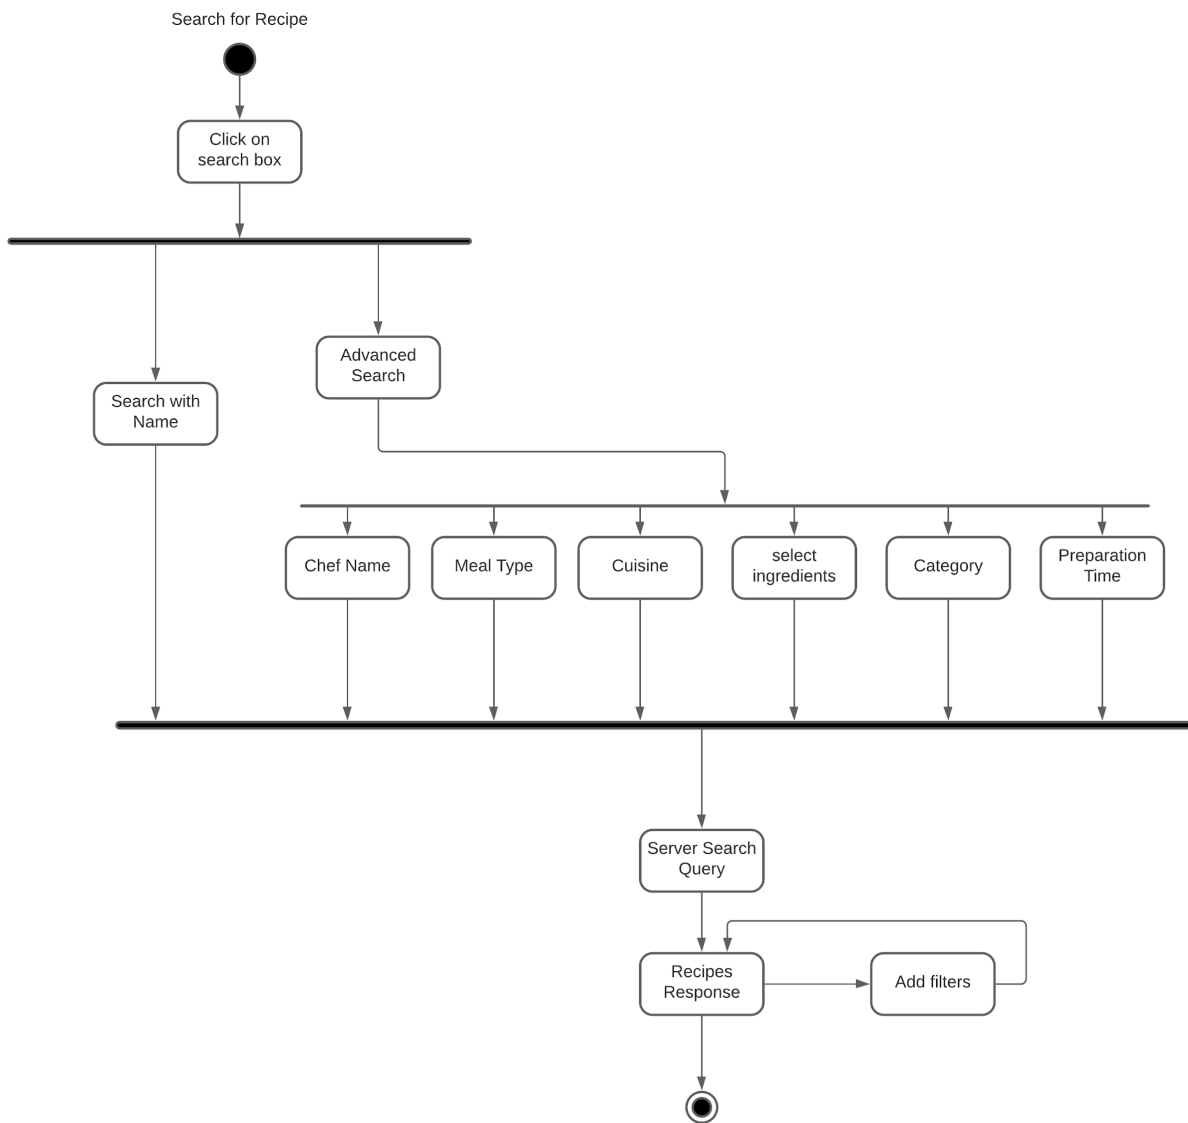 Search for Recipe
Click on
search box
Advanced
Search
Search with
Name
Chef Name
Meal Type
Cuisine
select
ingredients
Category
Preparation
Time
Server Search
Query
Recipes
Response
Add filters